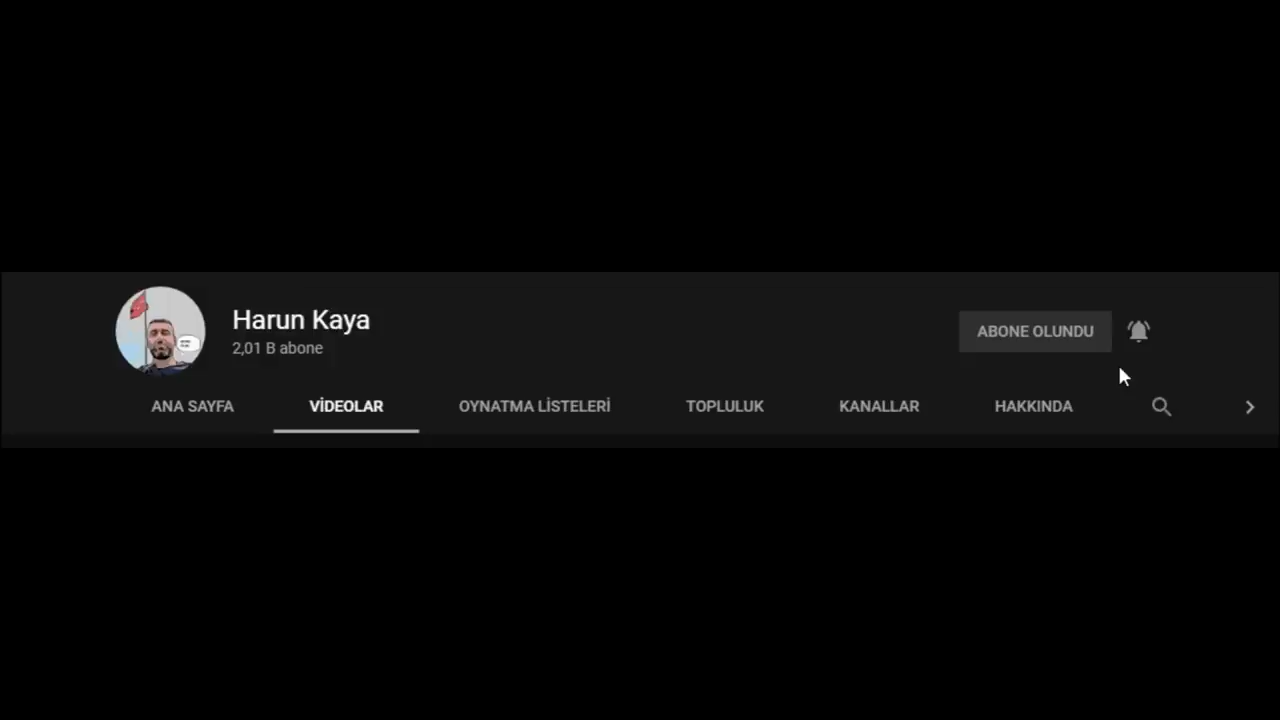 Harun Kaya
2,01 B abone
ABONE OLUNDU
ANA SAYFA VİDEOLAR OYNATMA LİSTELERİ TOPLULUK KANALLAR HAKKINDA